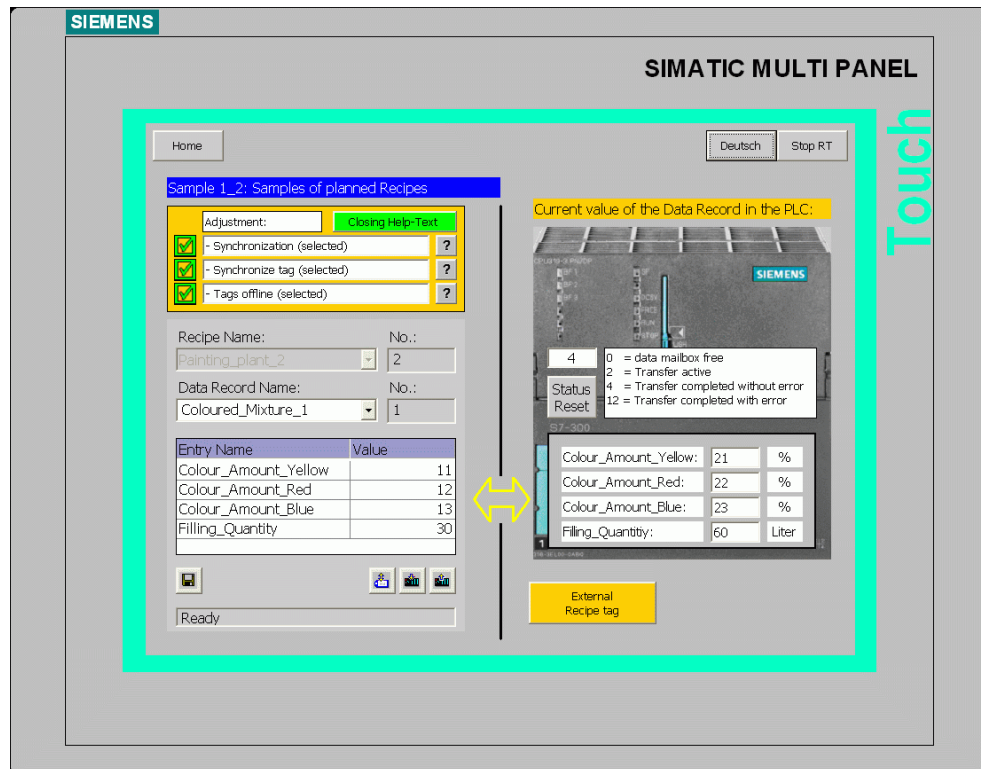 SIEMENS
SIMATIC MULTI PANEL
Touch
Home
Deutsch
Stop RT
Sample 1_2: Samples of planned Recipes
Adjustment:
Closing Help-Text
- Synchronization (selected)
?
- Synchronize tag (selected)
?
- Tags offline (selected)
?
Recipe Name:
No.:
Painting_plant_2
2
Data Record Name:
No.:
Coloured_Mixture_1
1
Entry Name
Value
Colour_Amount_Yellow
11
Colour_Amount_Red
12
Colour_Amount_Blue
13
Filling_Quantity
30
Ready
Current value of the Data Record in the PLC:
SIEMENS
4
0 = data mailbox free
2 = Transfer active
4 = Transfer completed without error
12 = Transfer completed with error
Status
Reset
S7-300
Colour_Amount_Yellow:
21
%
Colour_Amount_Red:
22
%
Colour_Amount_Blue:
23
%
Filling_Quantitiy:
60
Liter
1
External
Recipe tag